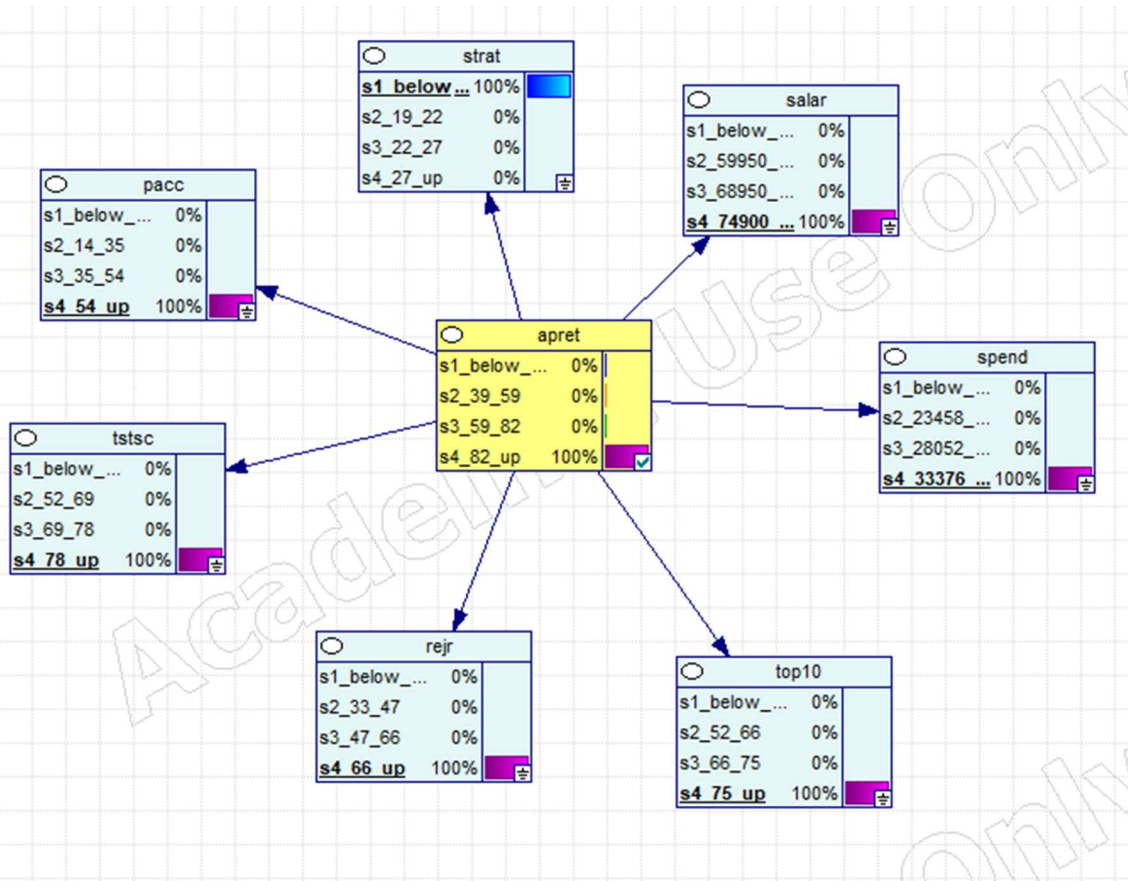 strat
s1_below_... 100%
s2_19_22 0%
s3_22_27 0%
s4_27_up 0%
salar
s1_below_... 0%
s2_59950_... 0%
s3_68950_... 0%
s4_74900_... 100%
pacc
s1_below_... 0%
s2_14_35 0%
s3_35_54 0%
s4_54_up 100%
apret
s1_below_... 0%
s2_39_59 0%
s3_59_82 0%
s4_82_up 100%
spend
s1_below_... 0%
s2_23458_... 0%
s3_28052_... 0%
s4_33376_... 100%
tstsc
s1_below_... 0%
s2_52_69 0%
s3_69_78 0%
s4_78_up 100%
rejr
s1_below_... 0%
s2_33_47 0%
s3_47_66 0%
s4_66_up 100%
top10
s1_below_... 0%
s2_52_66 0%
s3_66_75 0%
s4_75_up 100%
Academic Use Only
Only